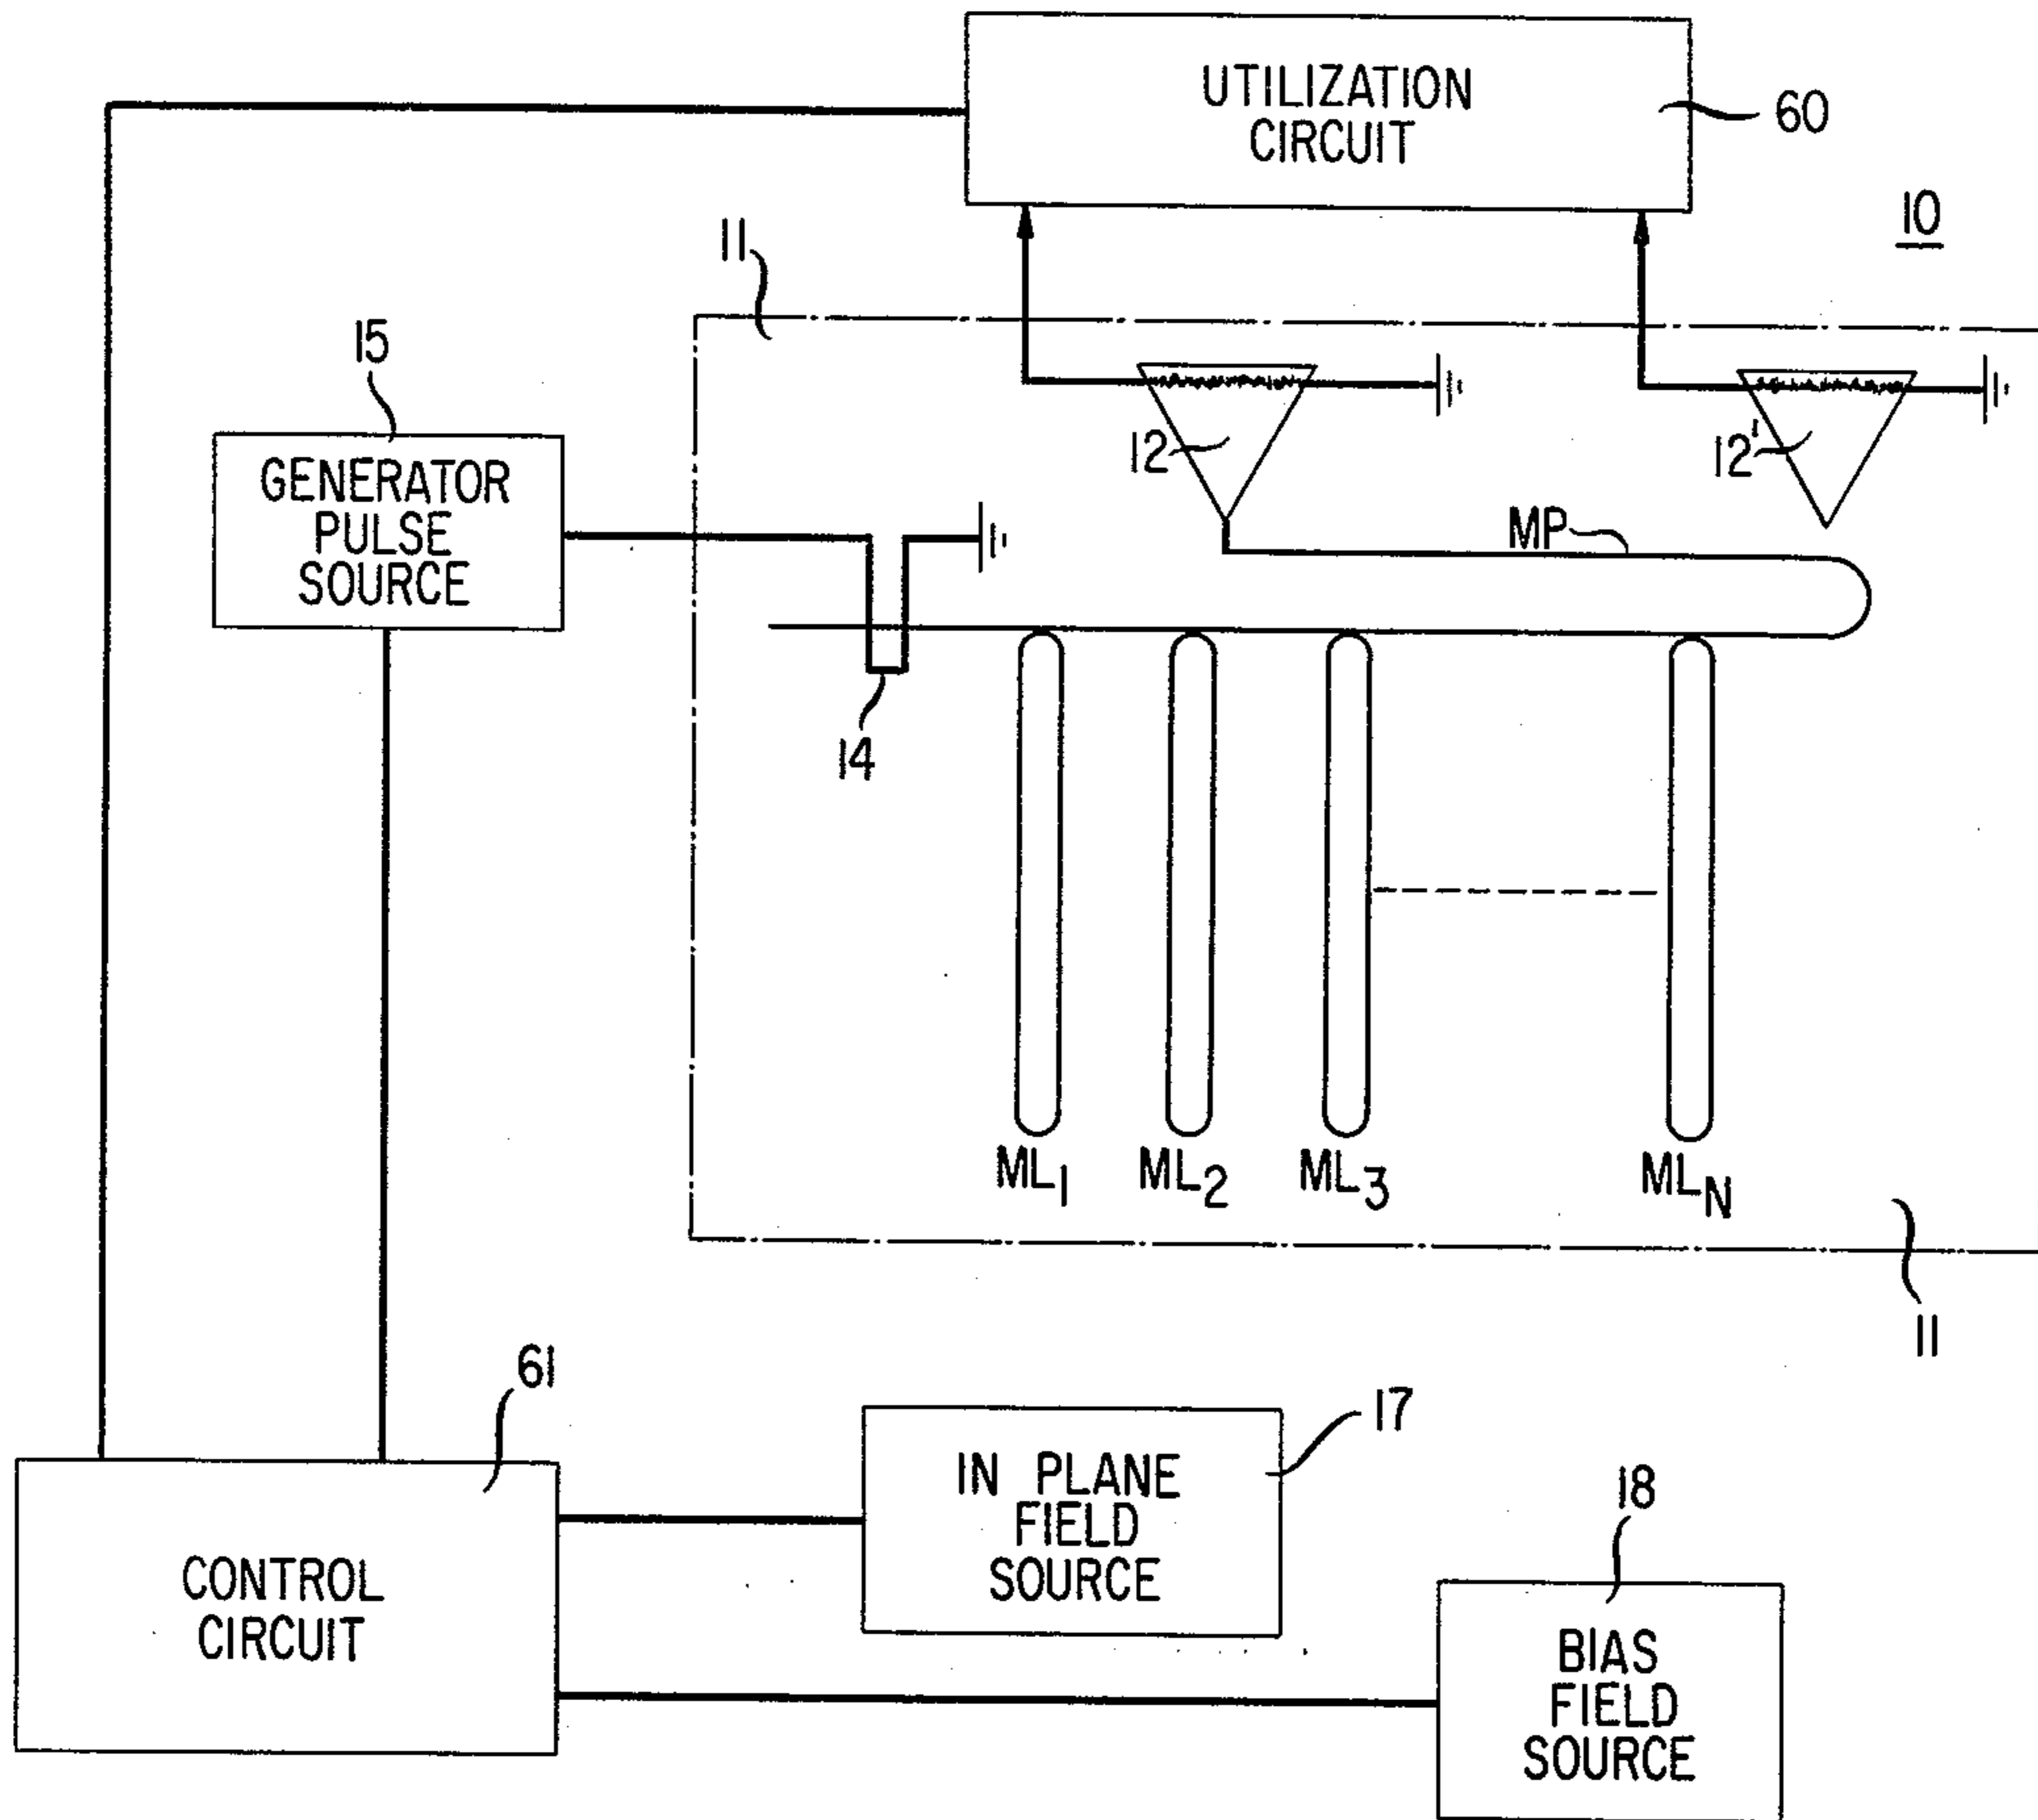 UTILIZATION
CIRCUIT
60
10
11
15
GENERATOR
PULSE
SOURCE
12
12'
MP
14
ML1
ML2
ML3
MLN
11
61
CONTROL
CIRCUIT
17
IN PLANE
FIELD
SOURCE
18
BIAS
FIELD
SOURCE